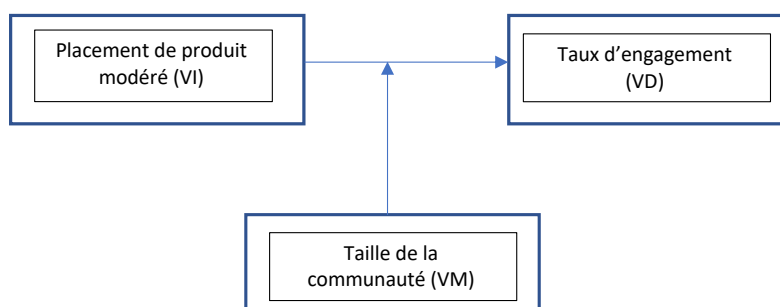 Placement de produit
modéré (VI)
Taux d’engagement
(VD)
Taille de la
communauté (VM)